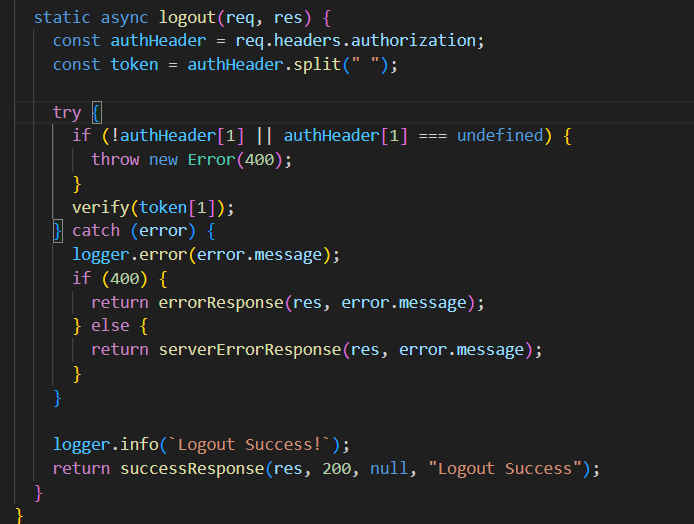 static async logout(req, res) {
const authHeader = req.headers.authorization;
const token = authHeader.split(" ");
try {
if (!authHeader[1] || authHeader[1] === undefined) {
throw new Error(400);
}
verify(token[1]);
} catch (error) {
logger.error(error.message);
if (400) {
return errorResponse(res, error.message);
} else {
return serverErrorResponse(res, error.message);
}
}
logger.info(`Logout Success!`);
return successResponse(res, 200, null, "Logout Success");
}
}